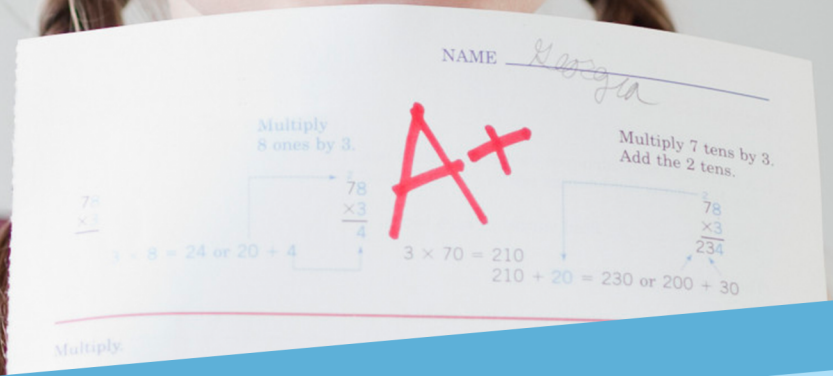 NAME Georgia
A+
Multiply
8 ones by 3.
78
×3
4
3 × 8 = 24 or 20 + 4
Multiply 7 tens by 3.
Add the 2 tens.
2
78
×3
234
3 × 70 = 210
210 + 20 = 230 or 200 + 30
78
×3
Multiply.